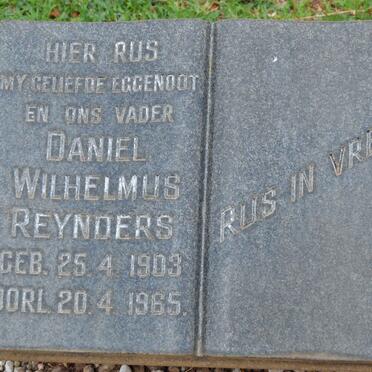 HIER RUS
MY GELIEFDE EGGENOOT
EN ONS VADER
DANIEL
WILHELMUS
REYNDERS
GEB. 25.4.1903
OORL. 20.4.1965.
RUS IN VRE